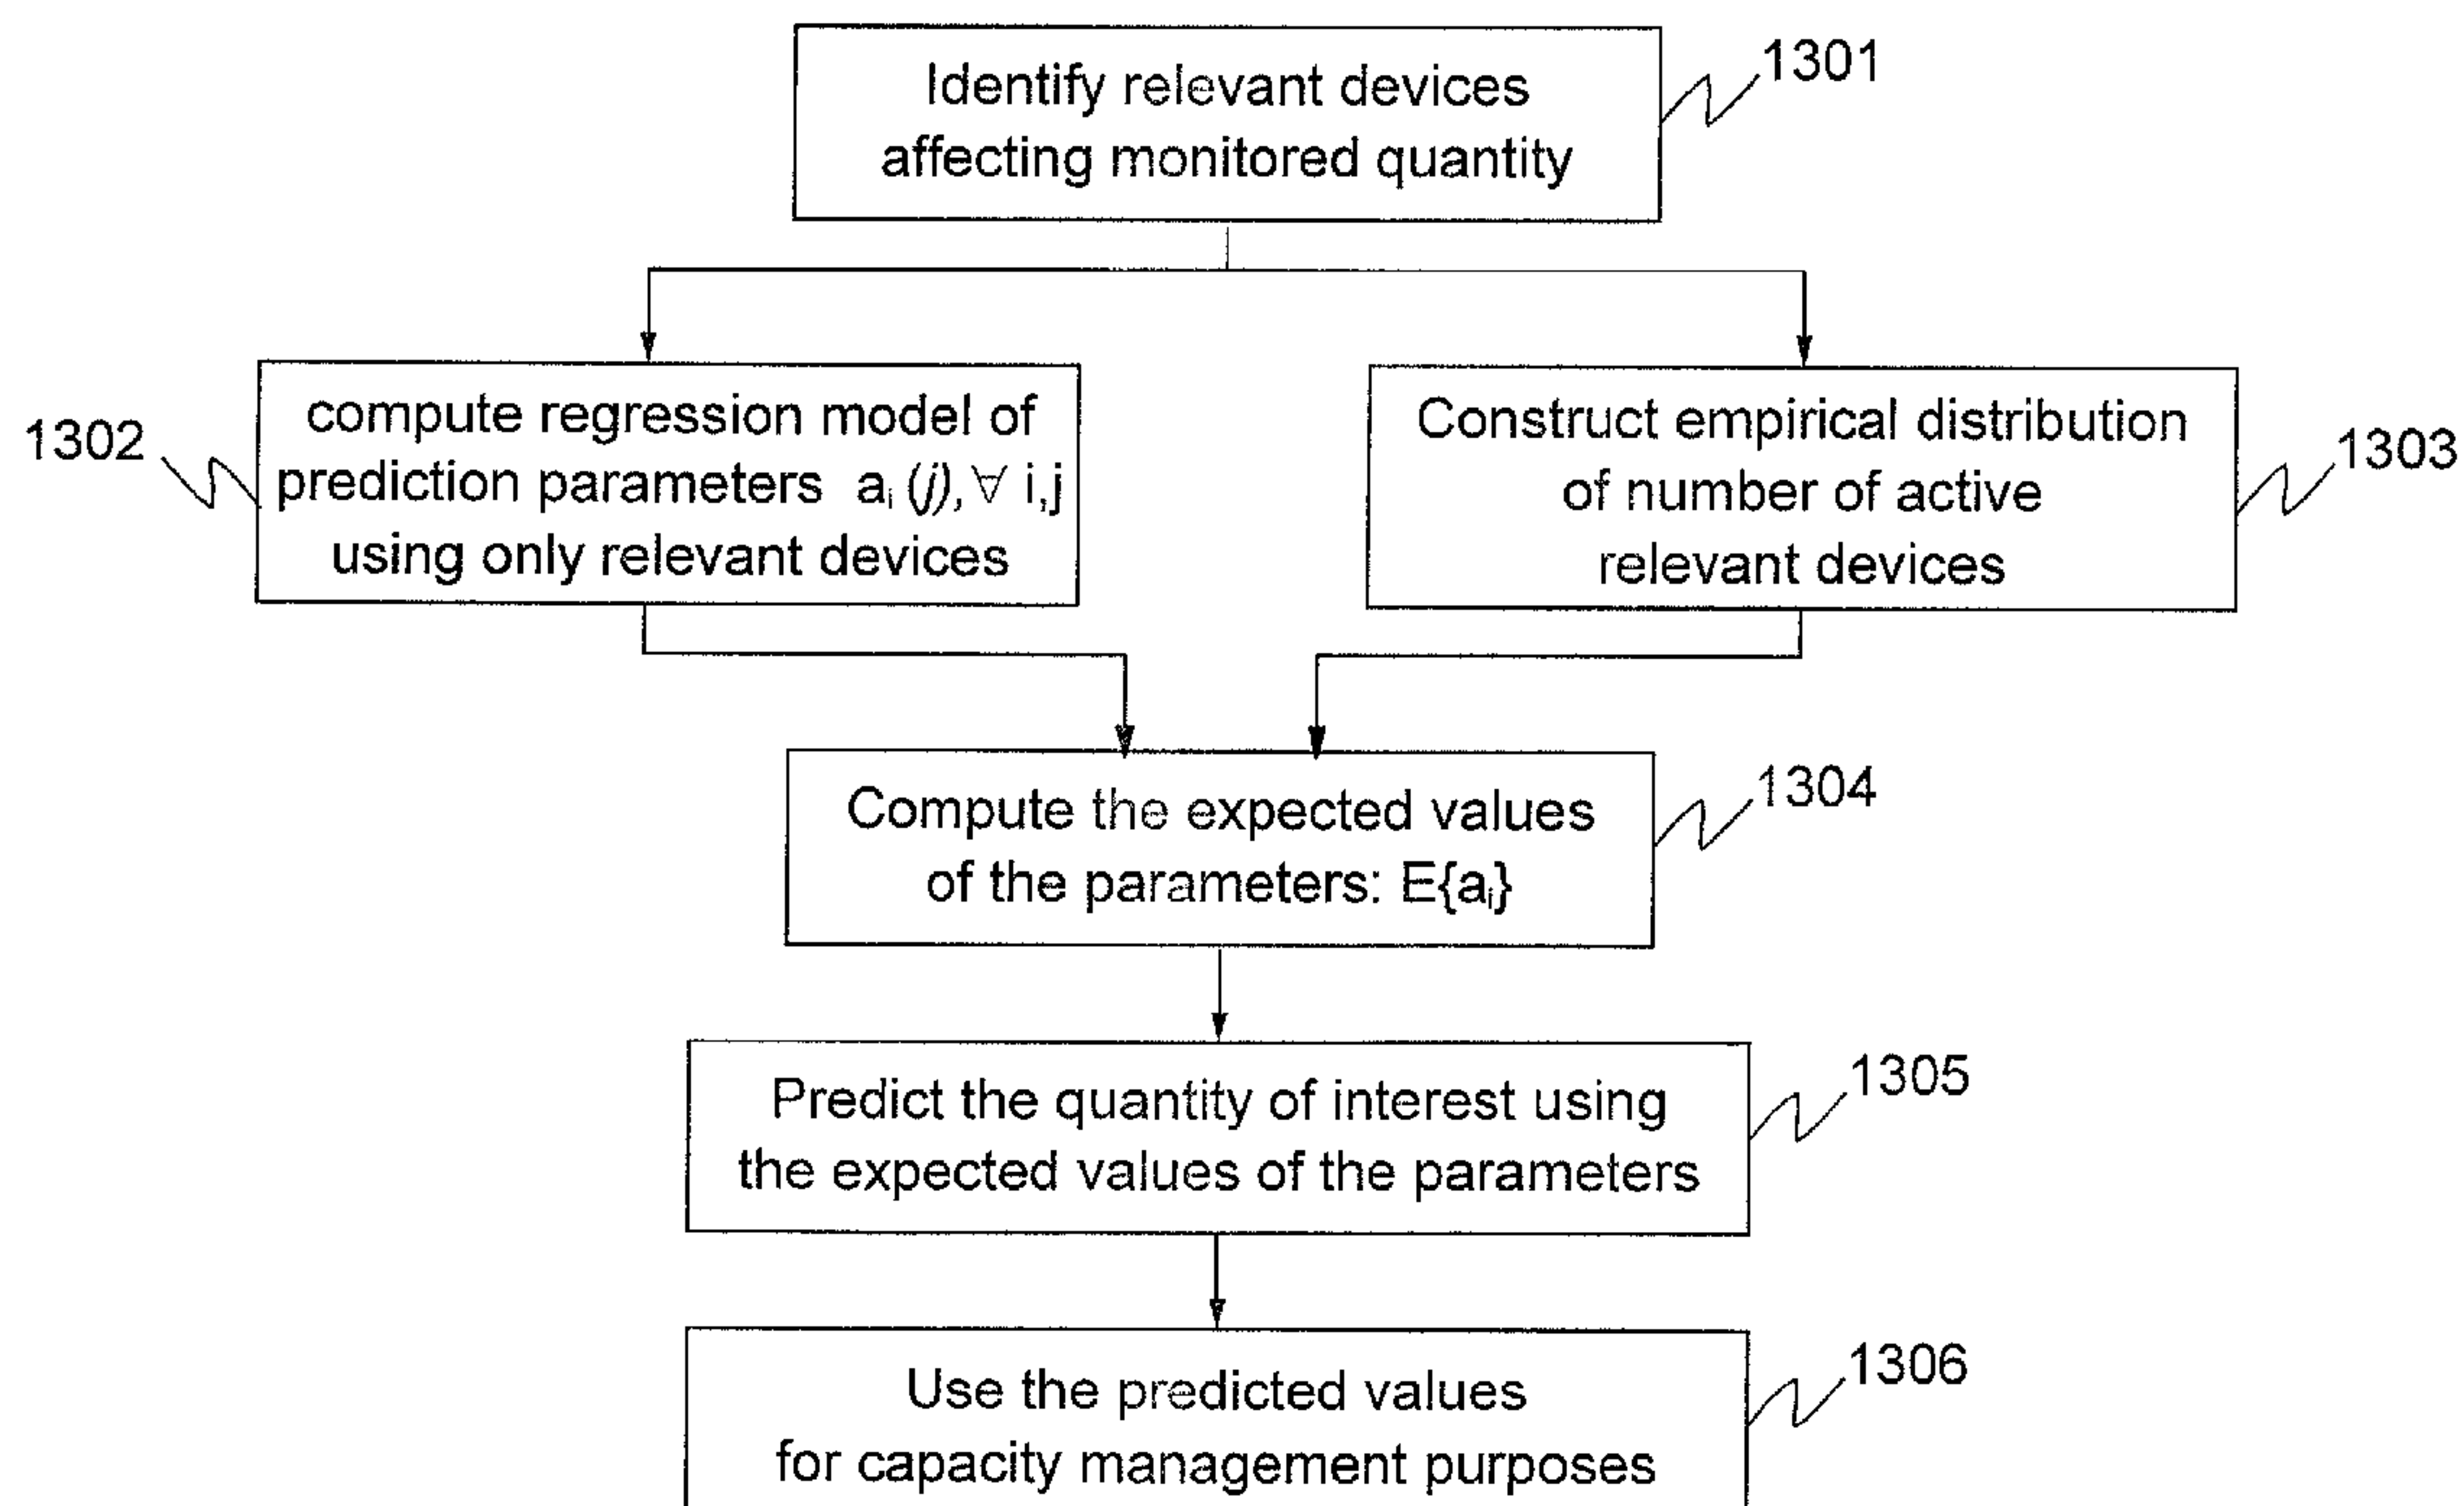 Identify relevant devices
affecting monitored quantity
1301
compute regression model of
prediction parameters aᵢ (j), ∀ i,j
using only relevant devices
1302
Construct empirical distribution
of number of active
relevant devices
1303
Compute the expected values
of the parameters: E{aᵢ}
1304
Predict the quantity of interest using
the expected values of the parameters
1305
Use the predicted values
for capacity management purposes
1306